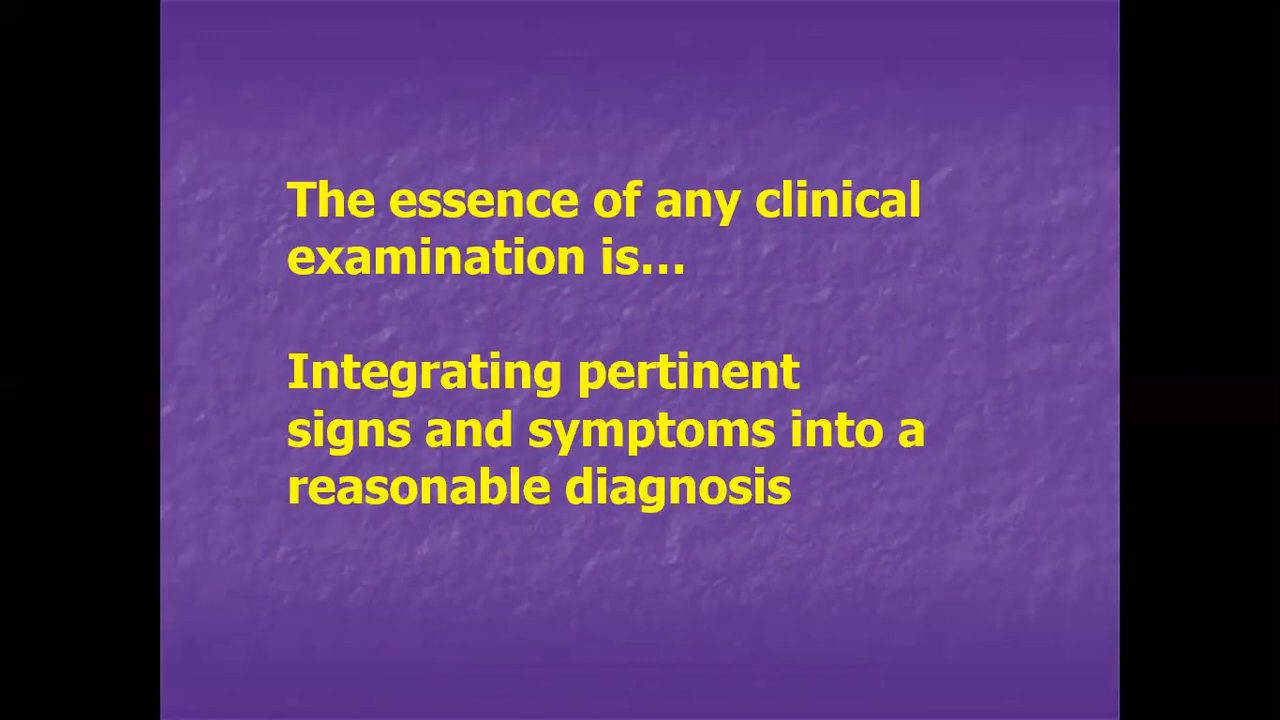 The essence of any clinical
examination is…
Integrating pertinent
signs and symptoms into a
reasonable diagnosis